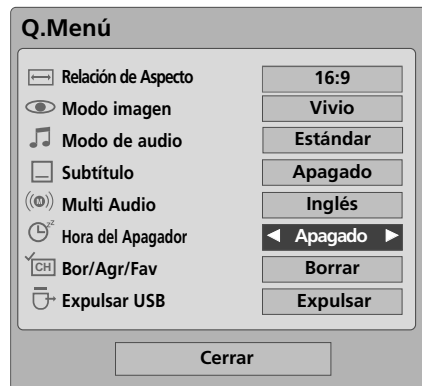 Q.Menú
Relación de Aspecto 16:9
Modo imagen Vivio
Modo de audio Estándar
Subtítulo Apagado
Multi Audio Inglés
Hora del Apagador ◄ Apagado ►
CH Bor/Agr/Fav Borrar
Expulsar USB Expulsar
Cerrar